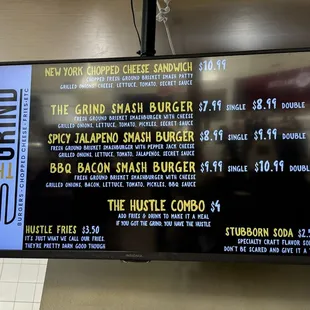 NEW YORK CHOPPED CHEESE SANDWICH $10.99
CHOPPED FRESH GROUND BRISKET SMASH PATTY
GRILLED ONIONS, CHEESE, LETTUCE, TOMATO, SECRET SAUCE
THE GRIND SMASH BURGER $7.99 SINGLE $8.99 DOUBLE
FRESH GROUND BRISKET SMASHBURGER WITH CHEESE
GRILLED ONIONS, LETTUCE, TOMATO, PICKLES, SECRET SAUCE
SPICY JALAPENO SMASH BURGER $8.99 SINGLE $9.99 DOUBLE
FRESH GROUND BRISKET SMASHBURGER WITH PEPPER JACK CHEESE
GRILLED ONIONS, LETTUCE, TOMATO, JALAPENOS, SECRET SAUCE
BBQ BACON SMASH BURGER $9.99 SINGLE $10.99 DOUBLE
FRESH GROUND BRISKET SMASHBURGER WITH CHEESE
GRILLED ONIONS, BACON, LETTUCE, TOMATO, PICKLES, BBQ SAUCE
THE HUSTLE COMBO $4
ADD FRIES & DRINK TO MAKE IT A MEAL
IF YOU GOT THE GRIND, YOU HAVE THE HUSTLE
HUSTLE FRIES $3.50
IT'S JUST WHAT WE CALL OUR FRIES.
THEY'RE PRETTY DARN GOOD THOUGH
STUBBORN SODA $2.5
SPECIALTY CRAFT FLAVOR SO
DON'T BE SCARED AND GIVE IT A
GRIND
BURGERS•CHOPPED CHEESE•FRIES•ETC